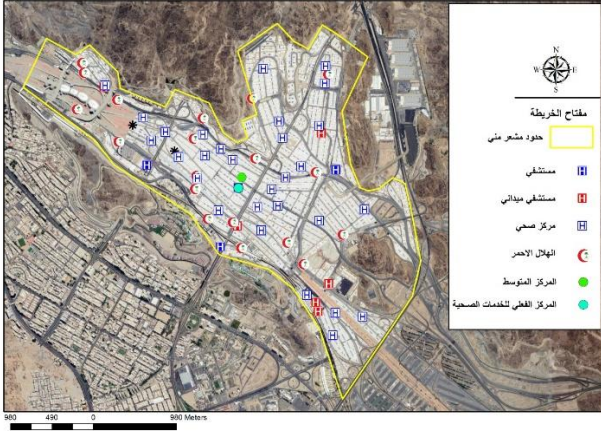 N
W E
S
مفتاح الخريطة
حدود مشعر منى
مستشفى
مستشفى ميداني
مركز صحي
الهلال الاحمر
المركز المتوسط
المركز الفعلي للخدمات الصحية
980 490 0 980 Meters